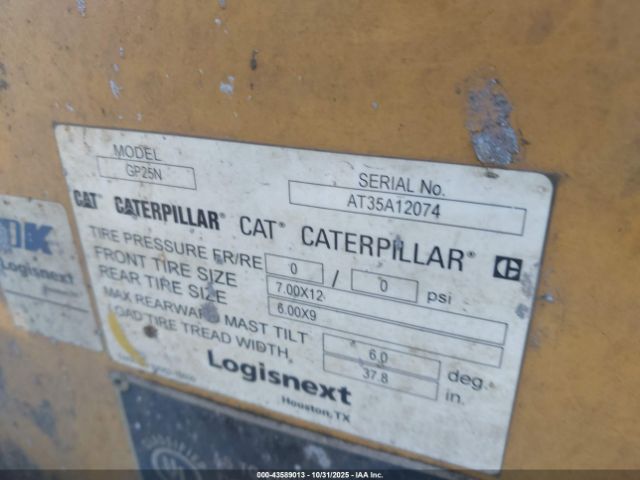 MODEL
GP25N
SERIAL No.
AT35A12074
CAT CATERPILLAR® CAT® CATERPILLAR®
TIRE PRESSURE FR/RE 0 / 0 psi
FRONT TIRE SIZE 7.00X12
REAR TIRE SIZE 6.00X9
MAX REARWARD MAST TILT 6.0 deg.
LOAD TIRE TREAD WIDTH 37.8 in.
Logisnext
Houston, TX
Logisnext
CLASSIFIED
000-43589013 - 10/31/2025 - IAA Inc.